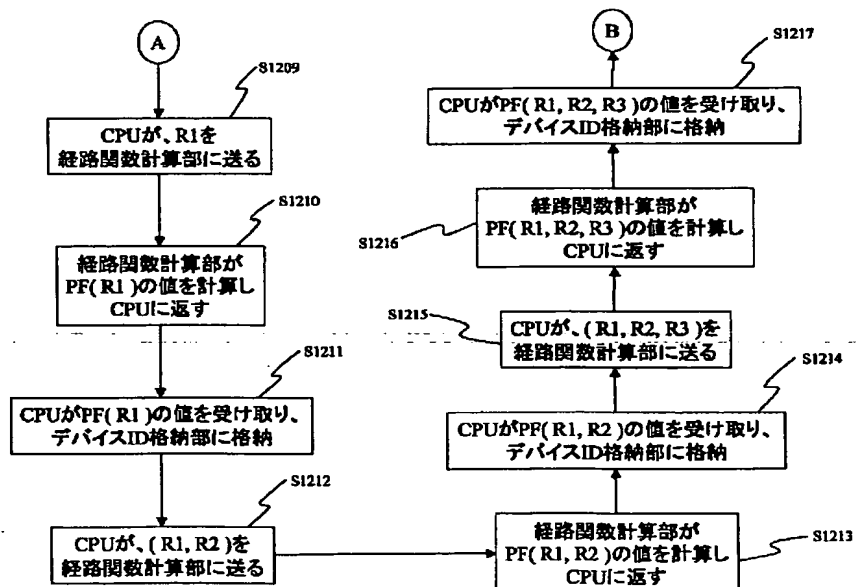 A
S1209
CPUが、R1を
経路関数計算部に送る
S1210
経路関数計算部が
PF( R1 )の値を計算し
CPUに返す
S1211
CPUがPF( R1 )の値を受け取り、
デバイスID格納部に格納
S1212
CPUが、( R1, R2 )を
経路関数計算部に送る
S1213
経路関数計算部が
PF( R1, R2 )の値を計算し
CPUに返す
S1214
CPUがPF( R1, R2 )の値を受け取り、
デバイスID格納部に格納
S1215
CPUが、( R1, R2, R3 )を
経路関数計算部に送る
S1216
経路関数計算部が
PF( R1, R2, R3 )の値を計算し
CPUに返す
S1217
CPUがPF( R1, R2, R3 )の値を受け取り、
デバイスID格納部に格納
B